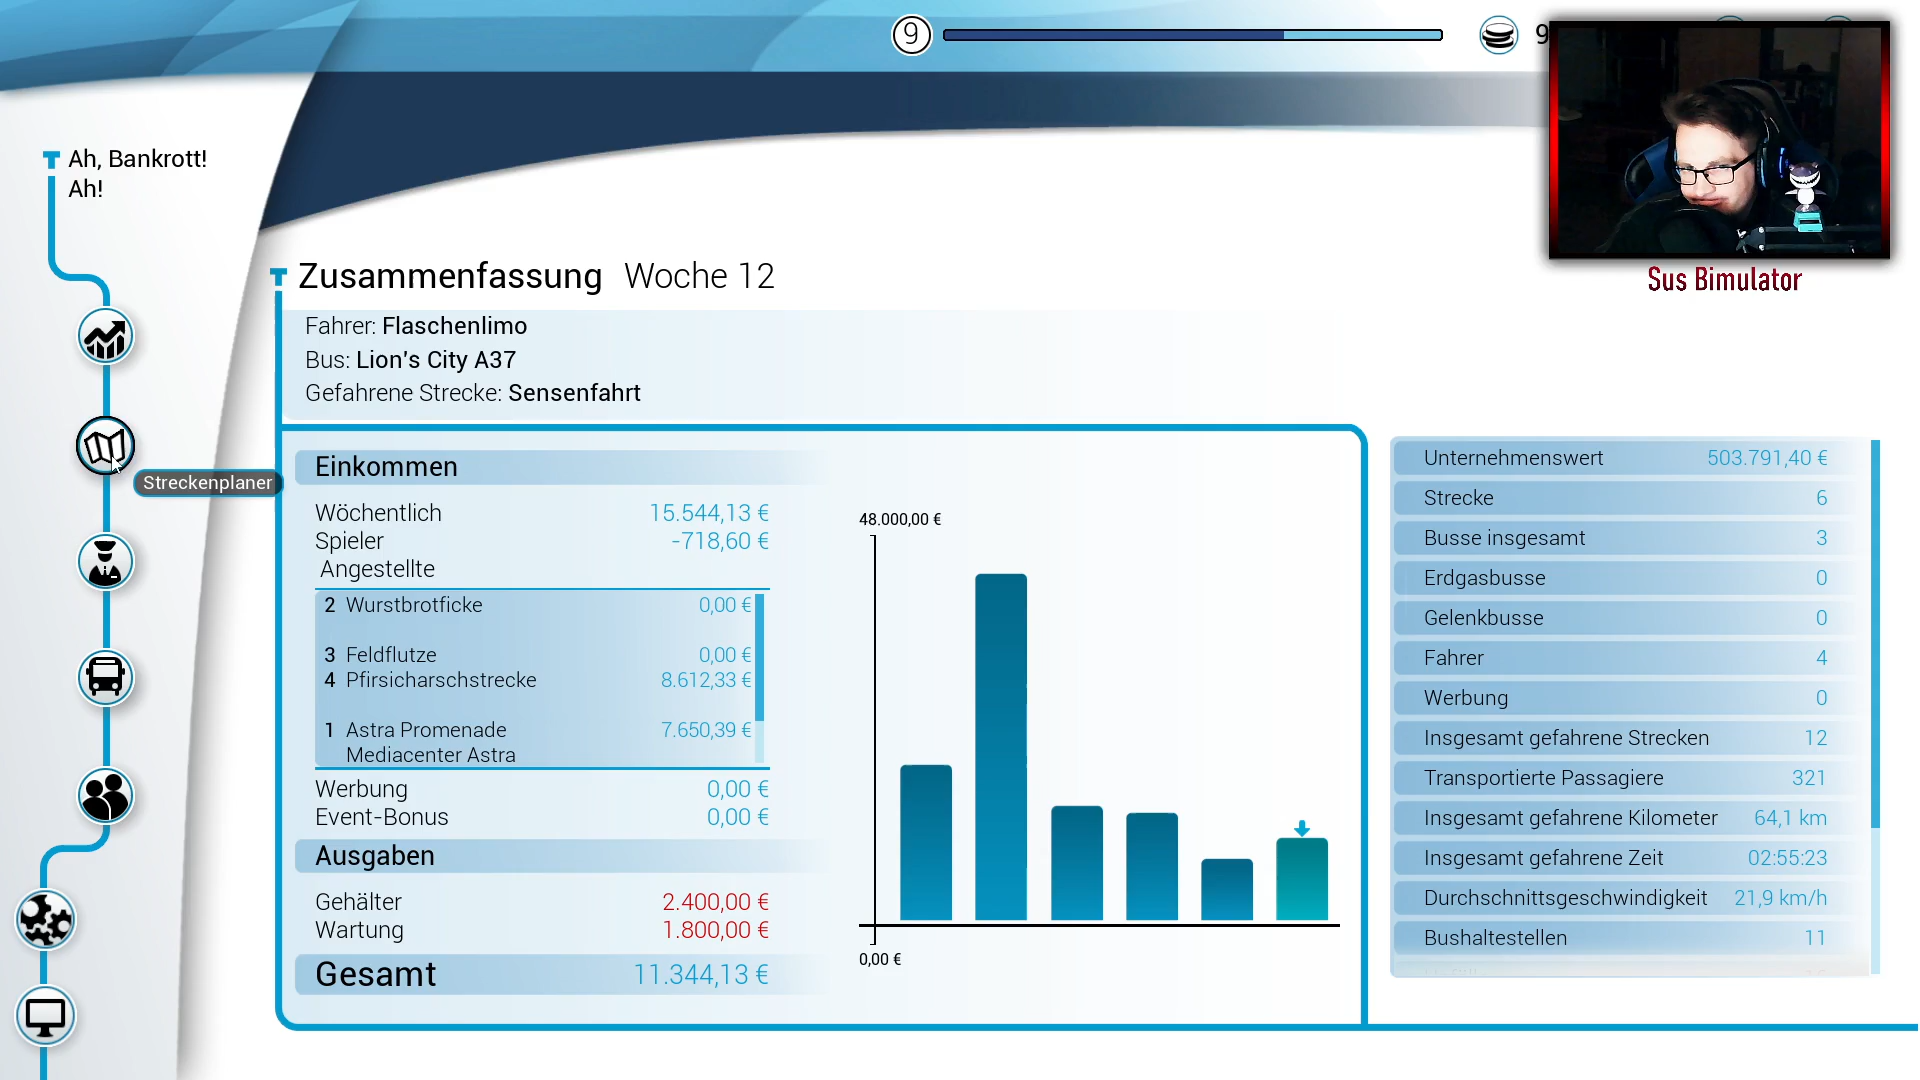 9
9
Ah, Bankrott!
Ah!
Sus Bimulator
Zusammenfassung Woche 12
Fahrer: Flaschenlimo
Bus: Lion's City A37
Gefahrene Strecke: Sensenfahrt
Streckenplaner
Einkommen
Wöchentlich 15.544,13 €
Spieler -718,60 €
Angestellte
2 Wurstbrotficke 0,00 €
3 Feldflutze 0,00 €
4 Pfirsicharschstrecke 8.612,33 €
1 Astra Promenade 7.650,39 €
Mediacenter Astra
Werbung 0,00 €
Event-Bonus 0,00 €
Ausgaben
Gehälter 2.400,00 €
Wartung 1.800,00 €
Gesamt 11.344,13 €
48.000,00 €
0,00 €
Unternehmenswert 503.791,40 €
Strecke 6
Busse insgesamt 3
Erdgasbusse 0
Gelenkbusse 0
Fahrer 4
Werbung 0
Insgesamt gefahrene Strecken 12
Transportierte Passagiere 321
Insgesamt gefahrene Kilometer 64,1 km
Insgesamt gefahrene Zeit 02:55:23
Durchschnittsgeschwindigkeit 21,9 km/h
Bushaltestellen 11